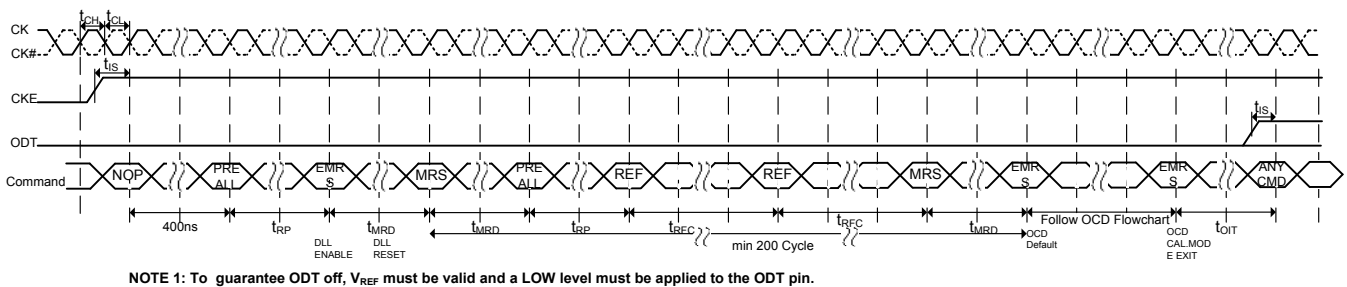 tCH tCL
CK
CK#
tIS
CKE
tIS
ODT
Command NOP PRE ALL EMR S MRS PRE ALL REF REF MRS EMR S EMR S ANY CMD
400ns tRP tMRD tMRD tRP tRFC tRFC tMRD Follow OCD Flowchart tOIT
DLL ENABLE
DLL RESET
min 200 Cycle
OCD Default
OCD CAL.MOD E EXIT
NOTE 1: To guarantee ODT off, VREF must be valid and a LOW level must be applied to the ODT pin.